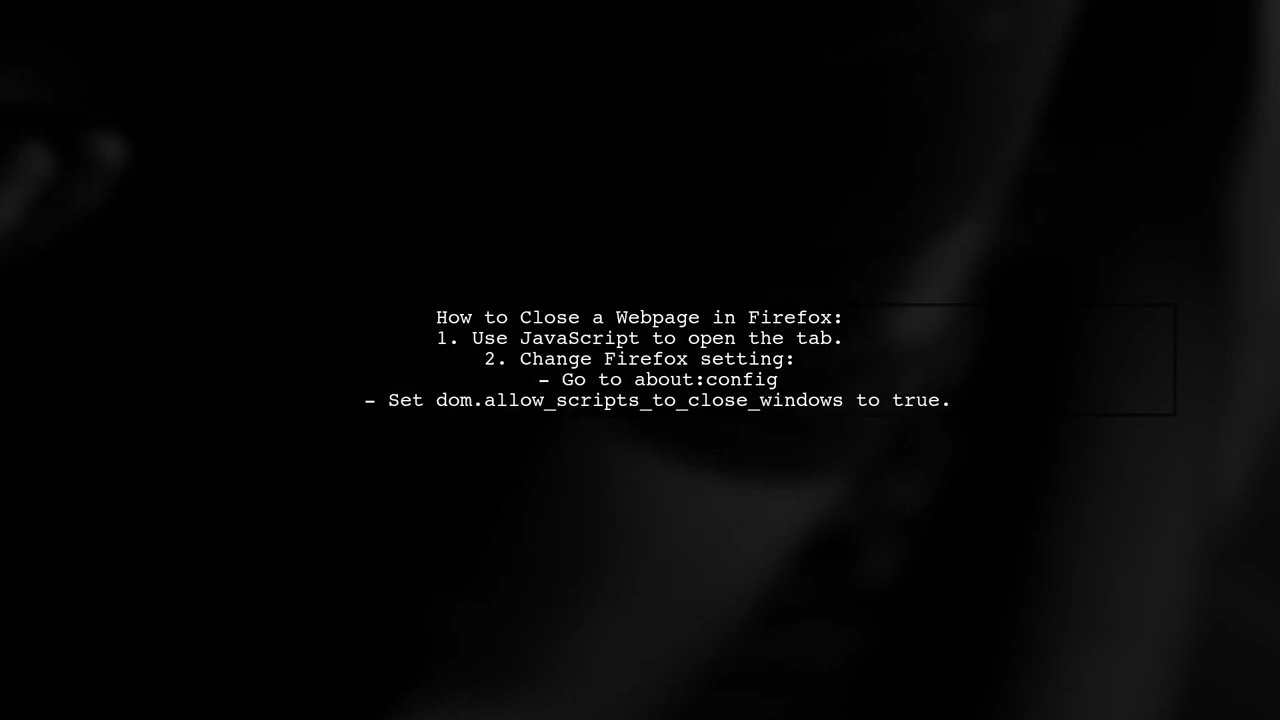 How to Close a Webpage in Firefox:
1. Use JavaScript to open the tab.
2. Change Firefox setting:
- Go to about:config
- Set dom.allow_scripts_to_close_windows to true.